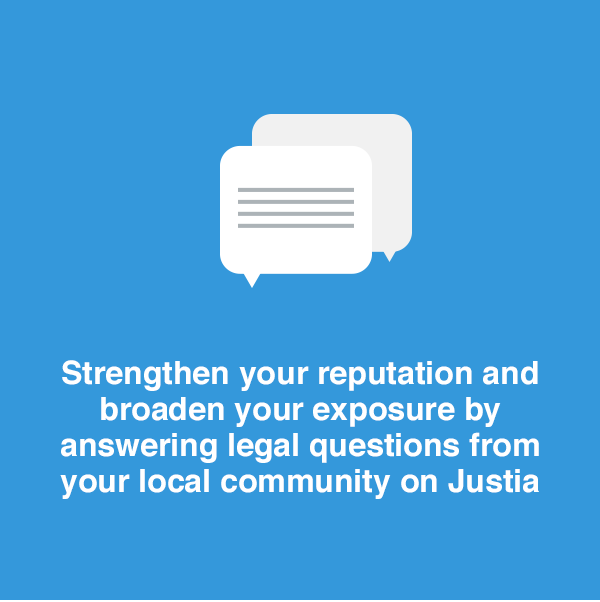 Strengthen your reputation and
broaden your exposure by
answering legal questions from
your local community on Justia